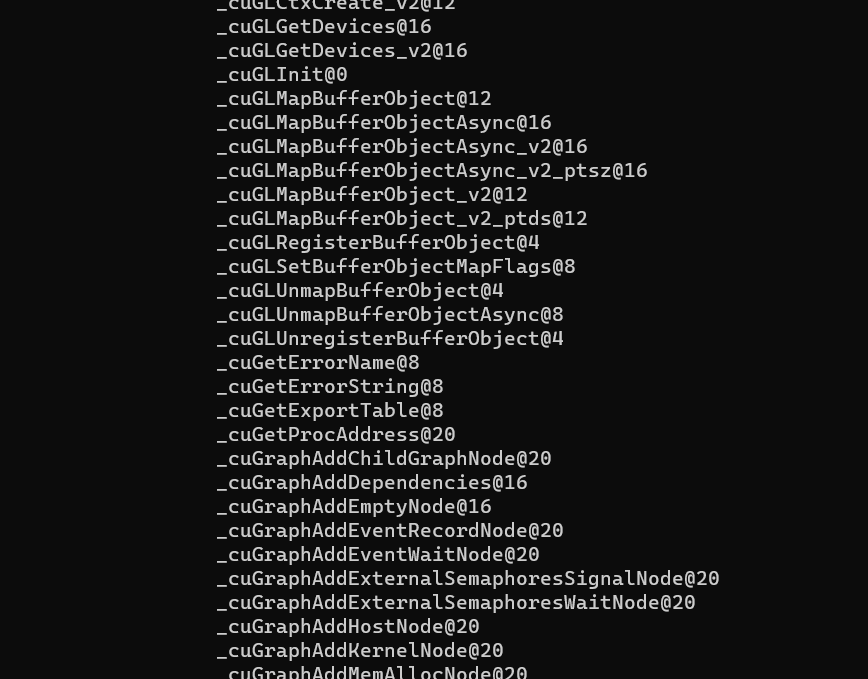 _cuGLCtxCreate_v2@12
_cuGLGetDevices@16
_cuGLGetDevices_v2@16
_cuGLInit@0
_cuGLMapBufferObject@12
_cuGLMapBufferObjectAsync@16
_cuGLMapBufferObjectAsync_v2@16
_cuGLMapBufferObjectAsync_v2_ptsz@16
_cuGLMapBufferObject_v2@12
_cuGLMapBufferObject_v2_ptds@12
_cuGLRegisterBufferObject@4
_cuGLSetBufferObjectMapFlags@8
_cuGLUnmapBufferObject@4
_cuGLUnmapBufferObjectAsync@8
_cuGLUnregisterBufferObject@4
_cuGetErrorName@8
_cuGetErrorString@8
_cuGetExportTable@8
_cuGetProcAddress@20
_cuGraphAddChildGraphNode@20
_cuGraphAddDependencies@16
_cuGraphAddEmptyNode@16
_cuGraphAddEventRecordNode@20
_cuGraphAddEventWaitNode@20
_cuGraphAddExternalSemaphoresSignalNode@20
_cuGraphAddExternalSemaphoresWaitNode@20
_cuGraphAddHostNode@20
_cuGraphAddKernelNode@20
_cuGraphAddMemAllocNode@20